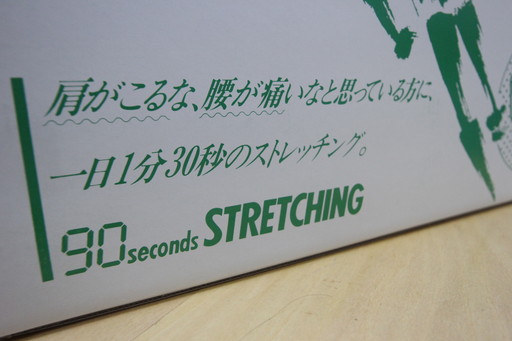 肩がこるな、腰が痛いなと思っている方に、
一日1分30秒のストレッチング。
90seconds STRETCHING